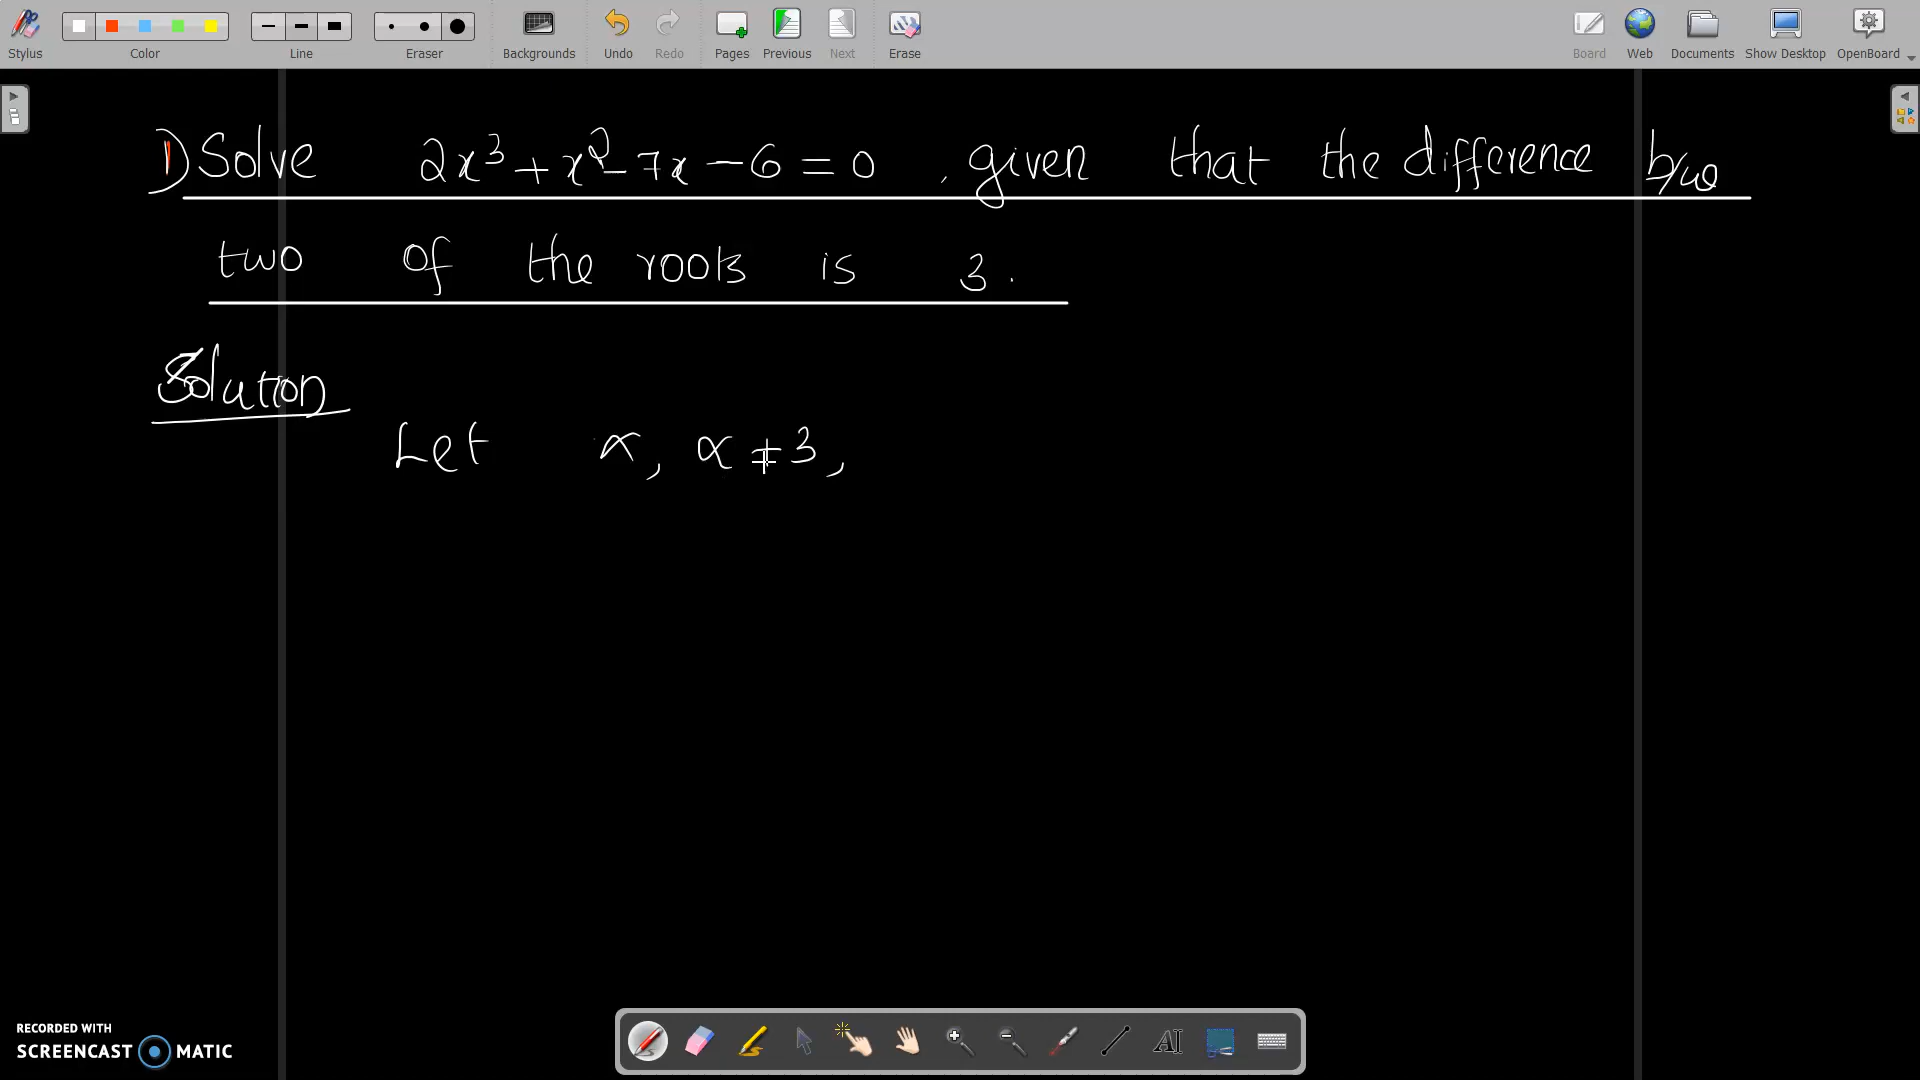 Stylus Color Line Eraser Backgrounds Undo Redo Pages Previous Next Erase Board Web Documents Show Desktop OpenBoard
1) Solve 2x³+x²-7x-6=0, given that the difference b/w
two of the roots is 3.
Solution
Let α, α+3,
RECORDED WITH
SCREENCAST MATIC